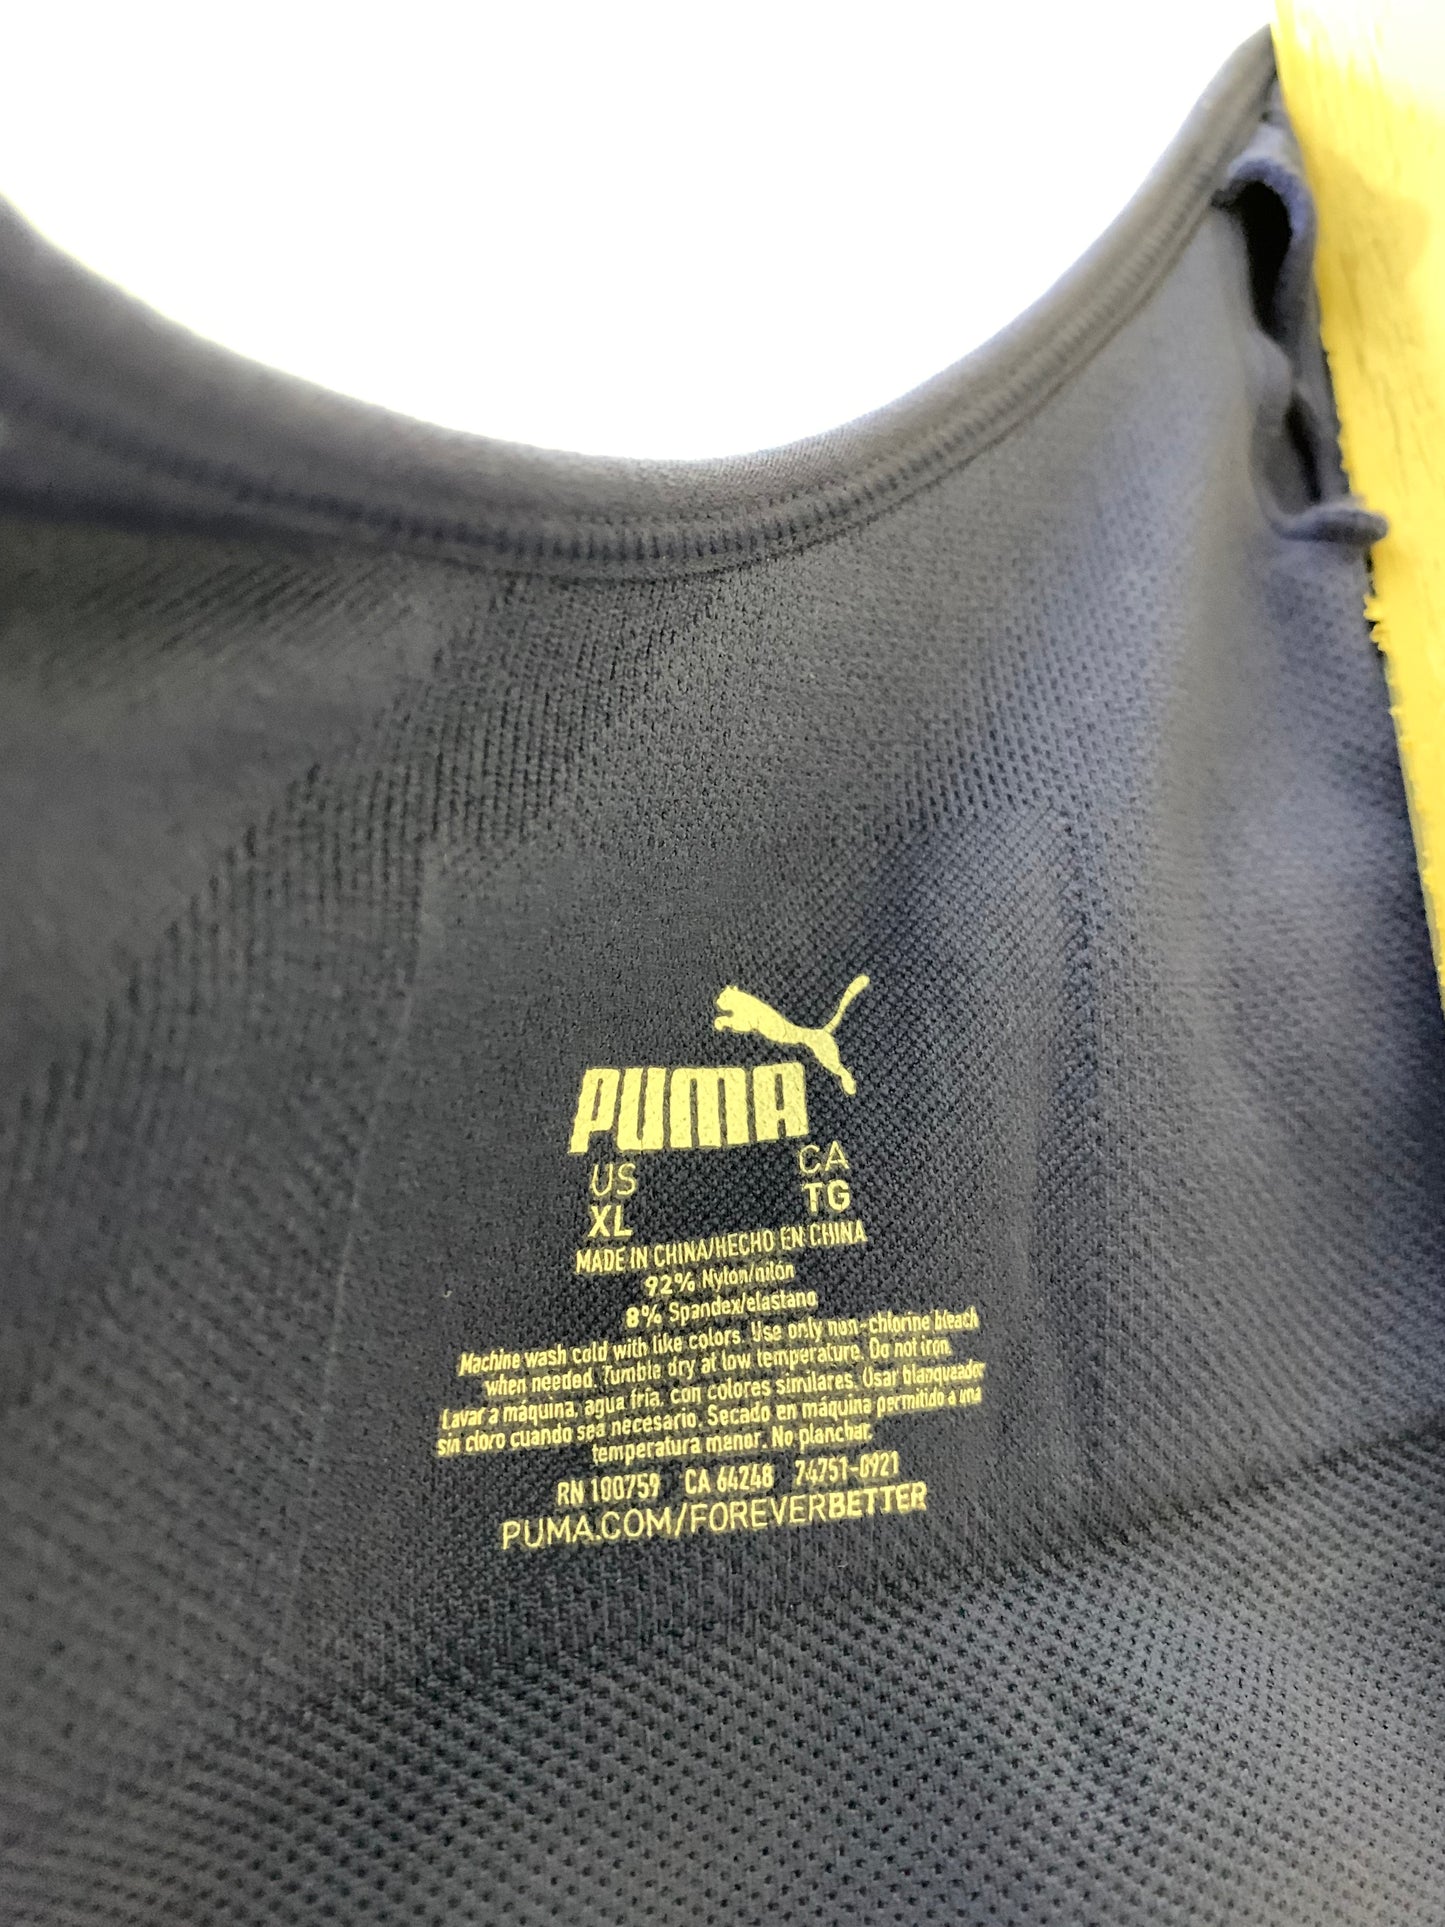 PUMA
US CA
XL TG
MADE IN CHINA/HECHO EN CHINA
92% Nylon/nilón
8% Spandex/elastano
Machine wash cold with like colors. Use only non-chlorine bleach
when needed. Tumble dry at low temperature. Do not iron.
Lavar a máquina, agua fría, con colores similares. Usar blanqueador
sin cloro cuando sea necesario. Secado en máquina permitido a una
temperatura menor. No planchar.
RN 100759 CA 64248 74751-0921
PUMA.COM/FOREVERBETTER